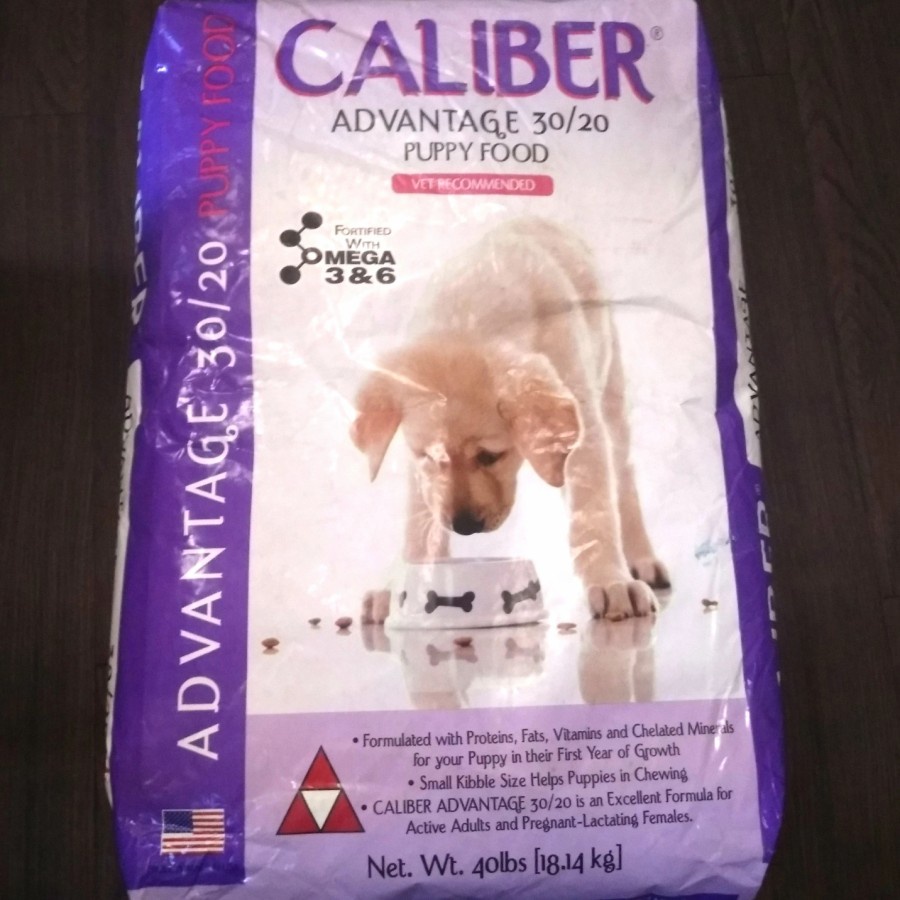 CALIBER®
ADVANTAGE 30/20
PUPPY FOOD
VET RECOMMENDED
FORTIFIED
WITH
OMEGA
3 & 6
ADVANTAGE 30/20 PUPPY FOOD
• Formulated with Proteins, Fats, Vitamins and Chelated Minerals
for your Puppy in their First Year of Growth
• Small Kibble Size Helps Puppies in Chewing
• CALIBER ADVANTAGE 30/20 is an Excellent Formula for
Active Adults and Pregnant-Lactating Females.
Net. Wt. 40lbs [18.14 kg]